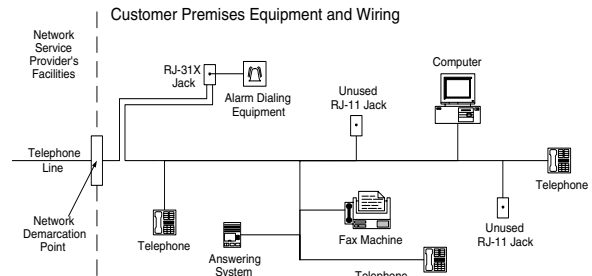 Customer Premises Equipment and Wiring
Network
Service
Provider's
Facilities
RJ-31X
Jack
Alarm Dialing
Equipment
Unused
RJ-11 Jack
Computer
Telephone
Line
Telephone
Network
Demarcation
Point
Telephone
Answering
System
Fax Machine
Unused
RJ-11 Jack
Telephone